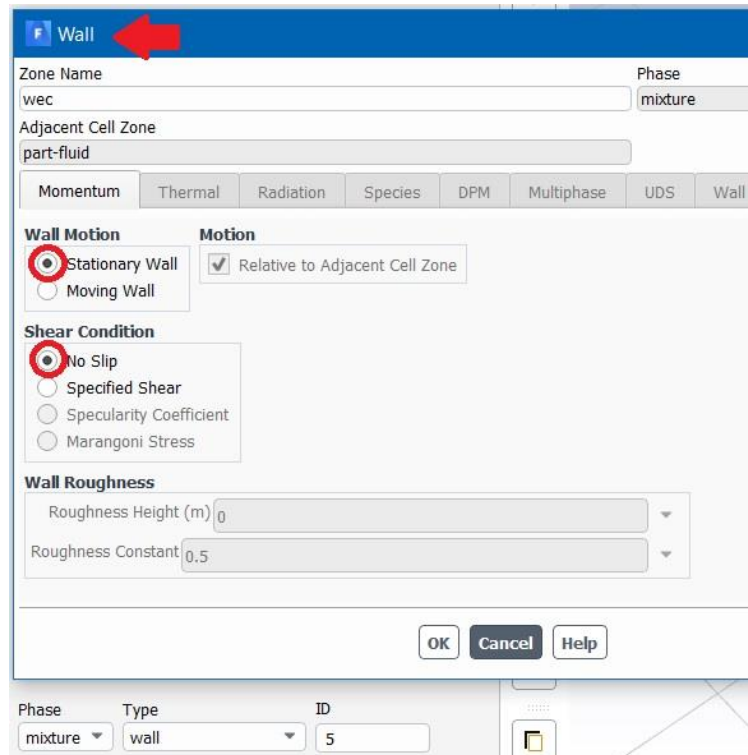 F Wall
Zone Name Phase
wec mixture
Adjacent Cell Zone
part-fluid
Momentum Thermal Radiation Species DPM Multiphase UDS Wall
Wall Motion Motion
Stationary Wall Relative to Adjacent Cell Zone
Moving Wall
Shear Condition
No Slip
Specified Shear
Specularity Coefficient
Marangoni Stress
Wall Roughness
Roughness Height (m) 0
Roughness Constant 0.5
OK Cancel Help
Phase Type ID
mixture wall 5